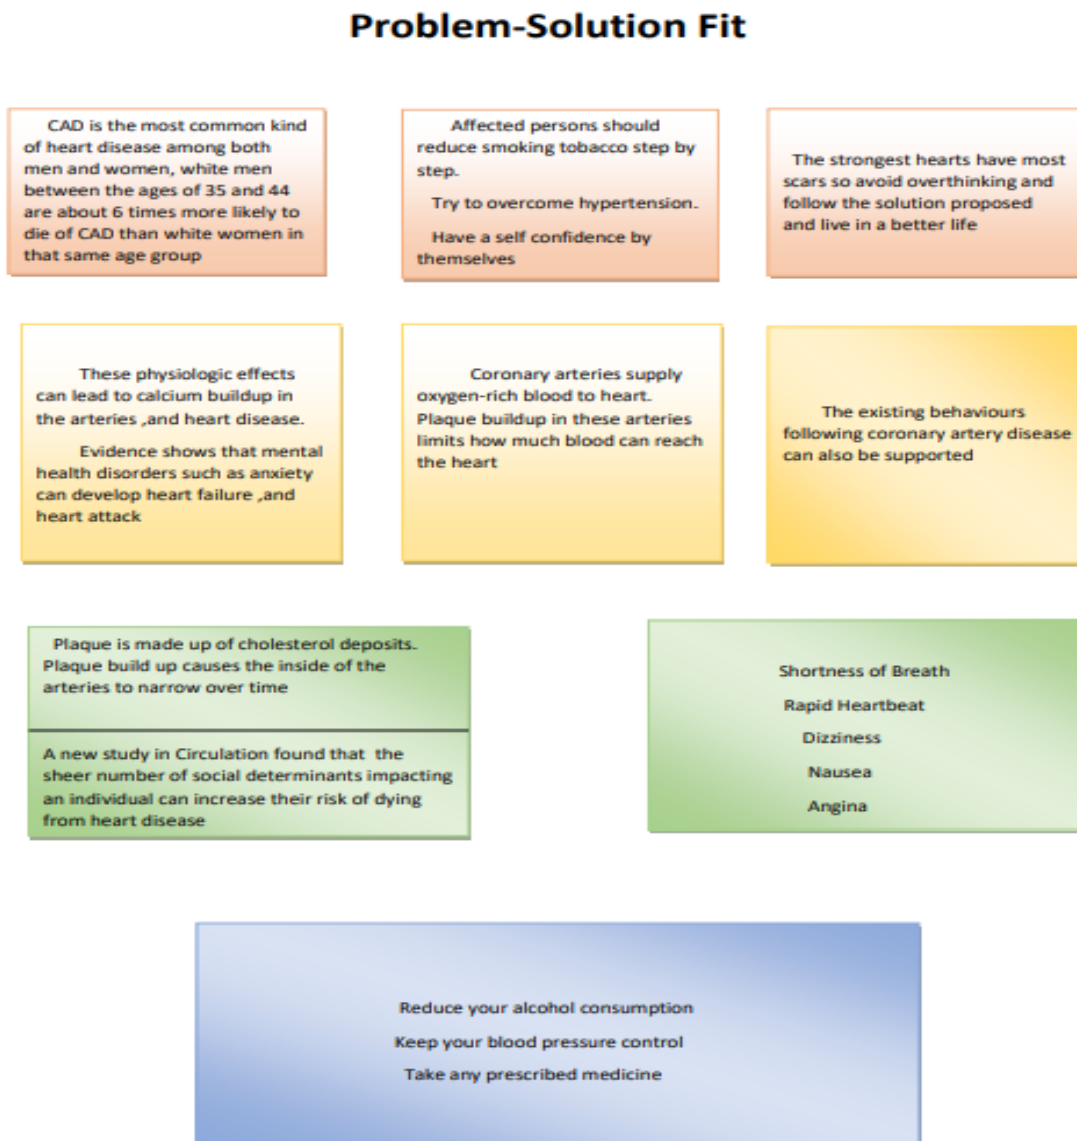 Problem-Solution Fit
CAD is the most common kind
of heart disease among both
men and women, white men
between the ages of 35 and 44
are about 6 times more likely to
die of CAD than white women in
that same age group
Affected persons should
reduce smoking tobacco step by
step.
Try to overcome hypertension.
Have a self confidence by
themselves
The strongest hearts have most
scars so avoid overthinking and
follow the solution proposed
and live in a better life
These physiologic effects
can lead to calcium buildup in
the arteries ,and heart disease.
Evidence shows that mental
health disorders such as anxiety
can develop heart failure ,and
heart attack
Coronary arteries supply
oxygen-rich blood to heart.
Plaque buildup in these arteries
limits how much blood can reach
the heart
The existing behaviours
following coronary artery disease
can also be supported
Plaque is made up of cholesterol deposits.
Plaque build up causes the inside of the
arteries to narrow over time
A new study in Circulation found that the
sheer number of social determinants impacting
an individual can increase their risk of dying
from heart disease
Shortness of Breath
Rapid Heartbeat
Dizziness
Nausea
Angina
Reduce your alcohol consumption
Keep your blood pressure control
Take any prescribed medicine